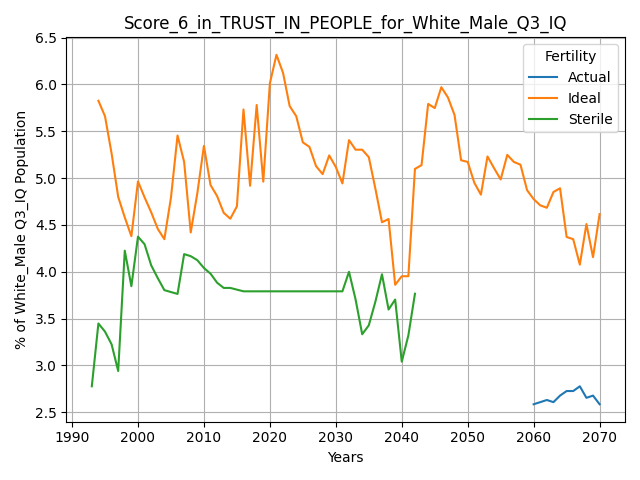 Score_6_in_TRUST_IN_PEOPLE_for_White_Male_Q3_IQ
% of White_Male Q3_IQ Population
6.5
6.0
5.5
5.0
4.5
4.0
3.5
3.0
2.5
Fertility
Actual
Ideal
Sterile
1990 2000 2010 2020 2030 2040 2050 2060 2070
Years